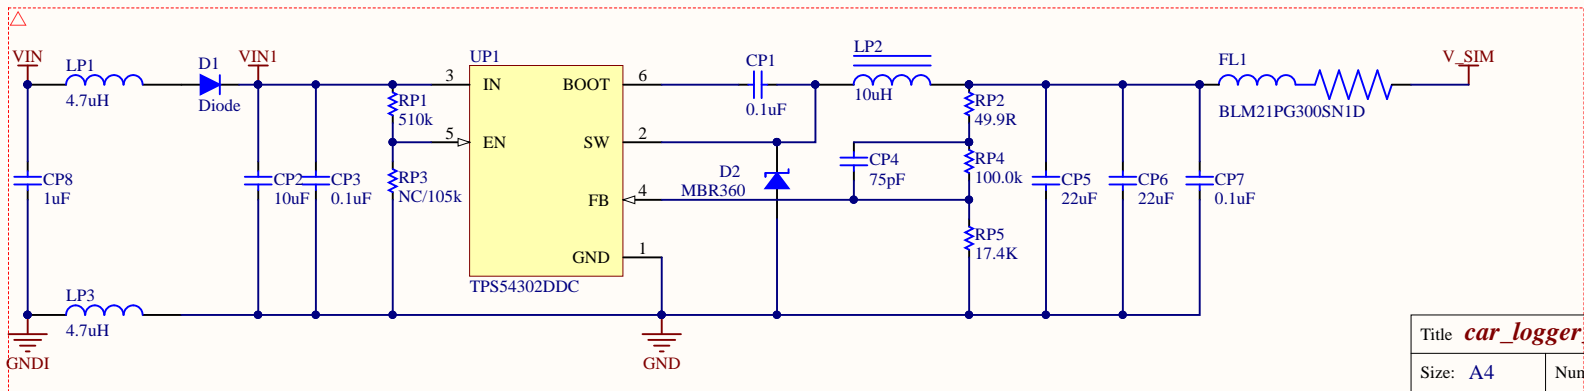 VIN
LP1
4.7uH
D1
Diode
VIN1
CP8
1uF
CP2
10uF
CP3
0.1uF
RP1
510k
RP3
NC/105k
LP3
4.7uH
GNDI
UP1
3 IN BOOT 6
5 EN SW 2
FB 4
GND 1
TPS54302DDC
GND
CP1
0.1uF
D2
MBR360
LP2
10uH
CP4
75pF
RP2
49.9R
RP4
100.0k
RP5
17.4K
CP5
22uF
CP6
22uF
CP7
0.1uF
FL1
BLM21PG300SN1D
V_SIM
Title car_logger
Size: A4